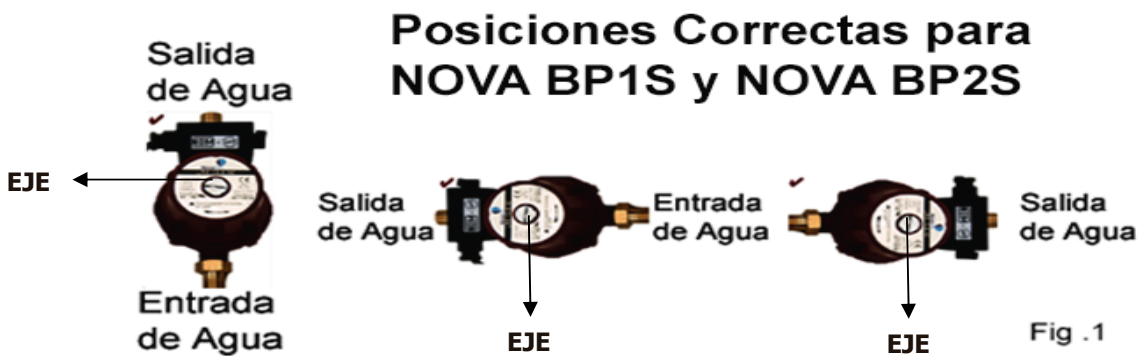 Posiciones Correctas para
NOVA BP1S y NOVA BP2S
Salida
de Agua
EJE
Entrada
de Agua
Salida
de Agua
Entrada
de Agua
EJE
Salida
de Agua
EJE
Fig .1